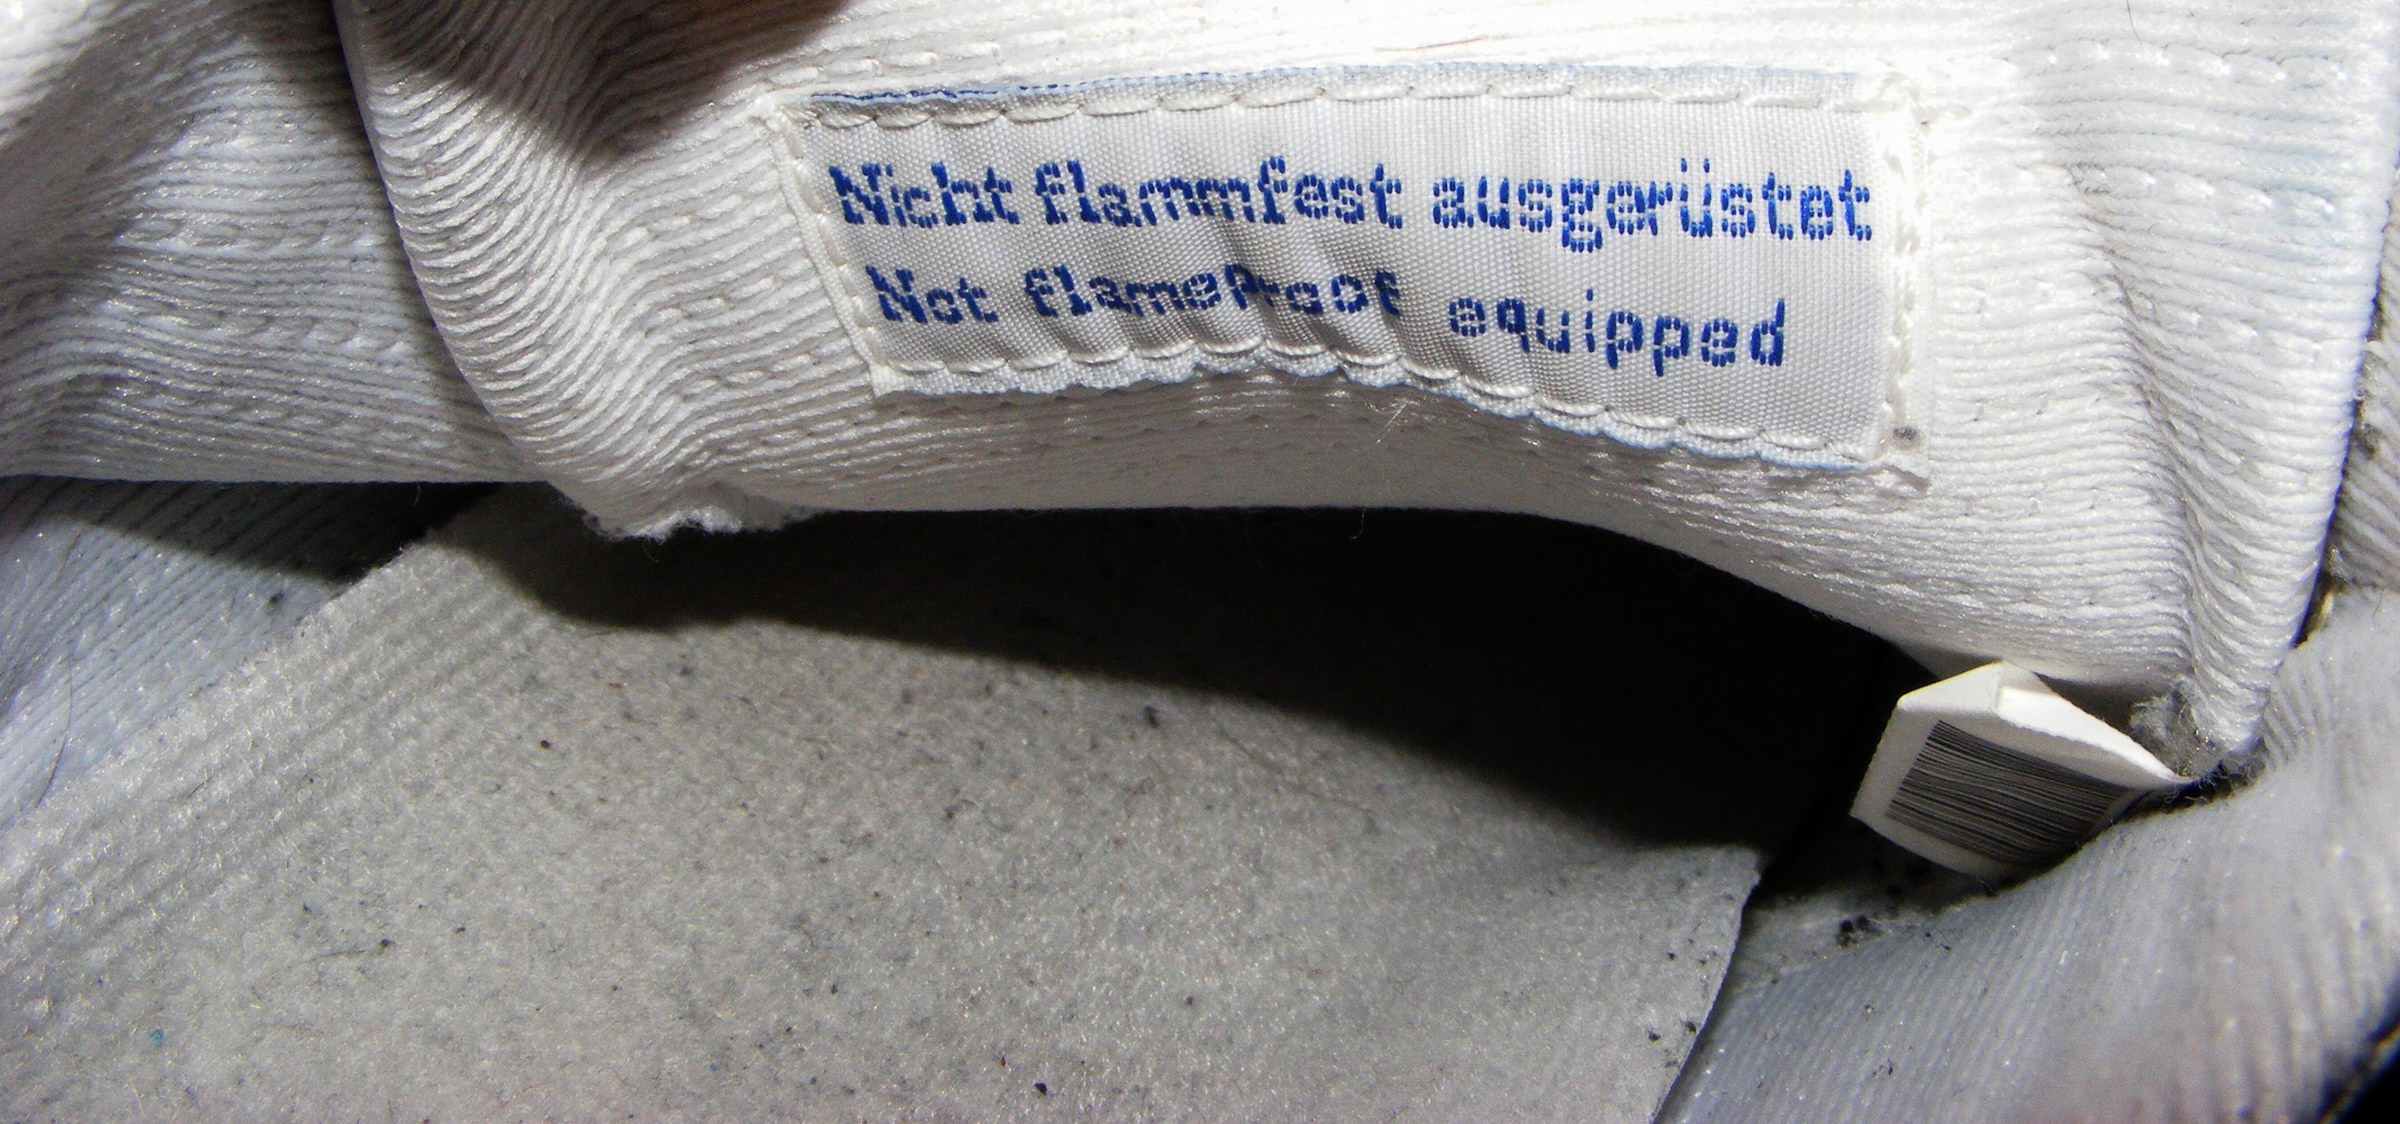 Nicht flammfest ausgerüstet
Not flameproof equipped